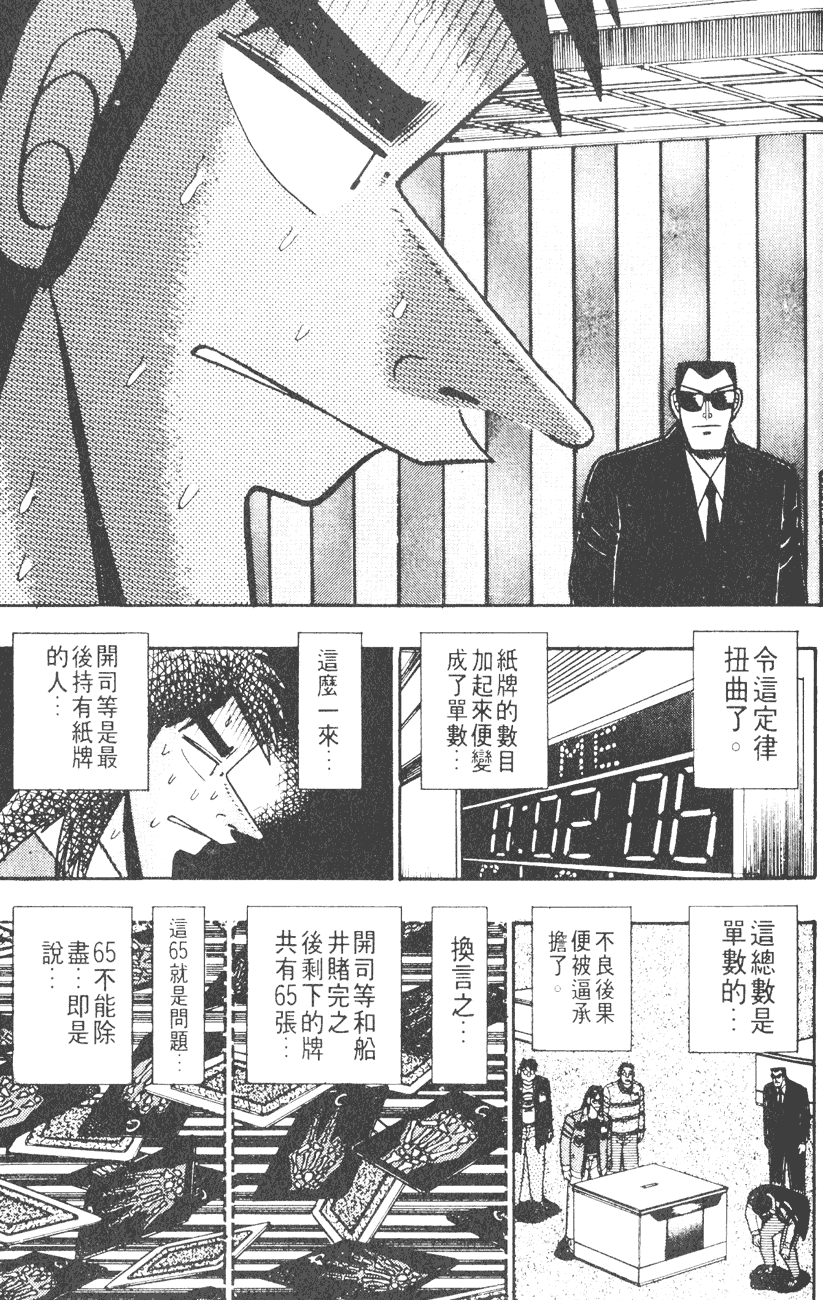 令這定律
扭曲了。
紙牌的數目
加起來便變
成了單數…
ME
0:02 06
這麼一來…
開司等是最
後持有紙牌
的人…
這總數是
單數的…
不良後果
便被逼承
擔了。
換言之…
開司等和船
井賭完之
後剩下的牌
共有65張…
這65就是問題…
65不能除
盡…即是
說…